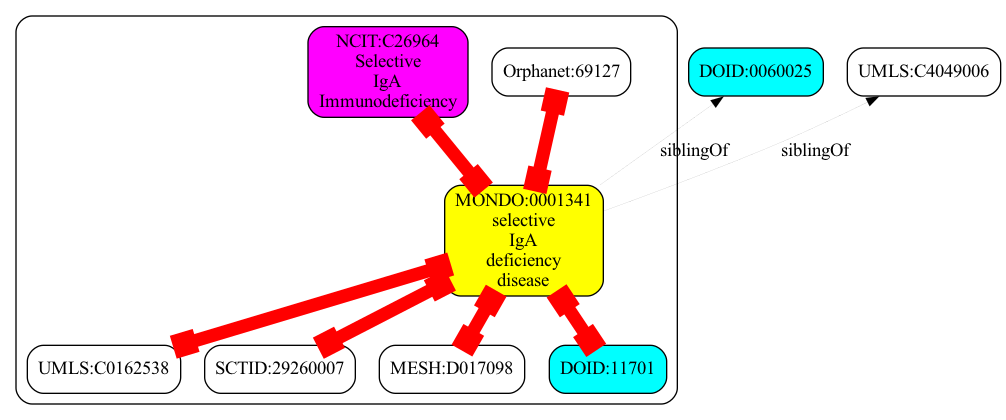 NCIT:C26964
Selective
IgA
Immunodeficiency
Orphanet:69127
DOID:0060025
UMLS:C4049006
siblingOf
siblingOf
MONDO:0001341
selective
IgA
deficiency
disease
UMLS:C0162538
SCTID:29260007
MESH:D017098
DOID:11701